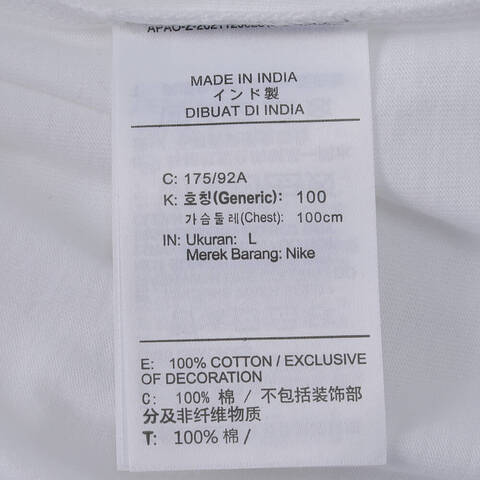 MADE IN INDIA
インド製
DIBUAT DI INDIA
C: 175/92A
K: 호칭(Generic): 100
가슴둘레(Chest): 100cm
IN: Ukuran: L
Merek Barang: Nike
E: 100% COTTON / EXCLUSIVE
OF DECORATION
C: 100% 棉 / 不包括装饰部
分及非纤维物质
T: 100% 棉 /